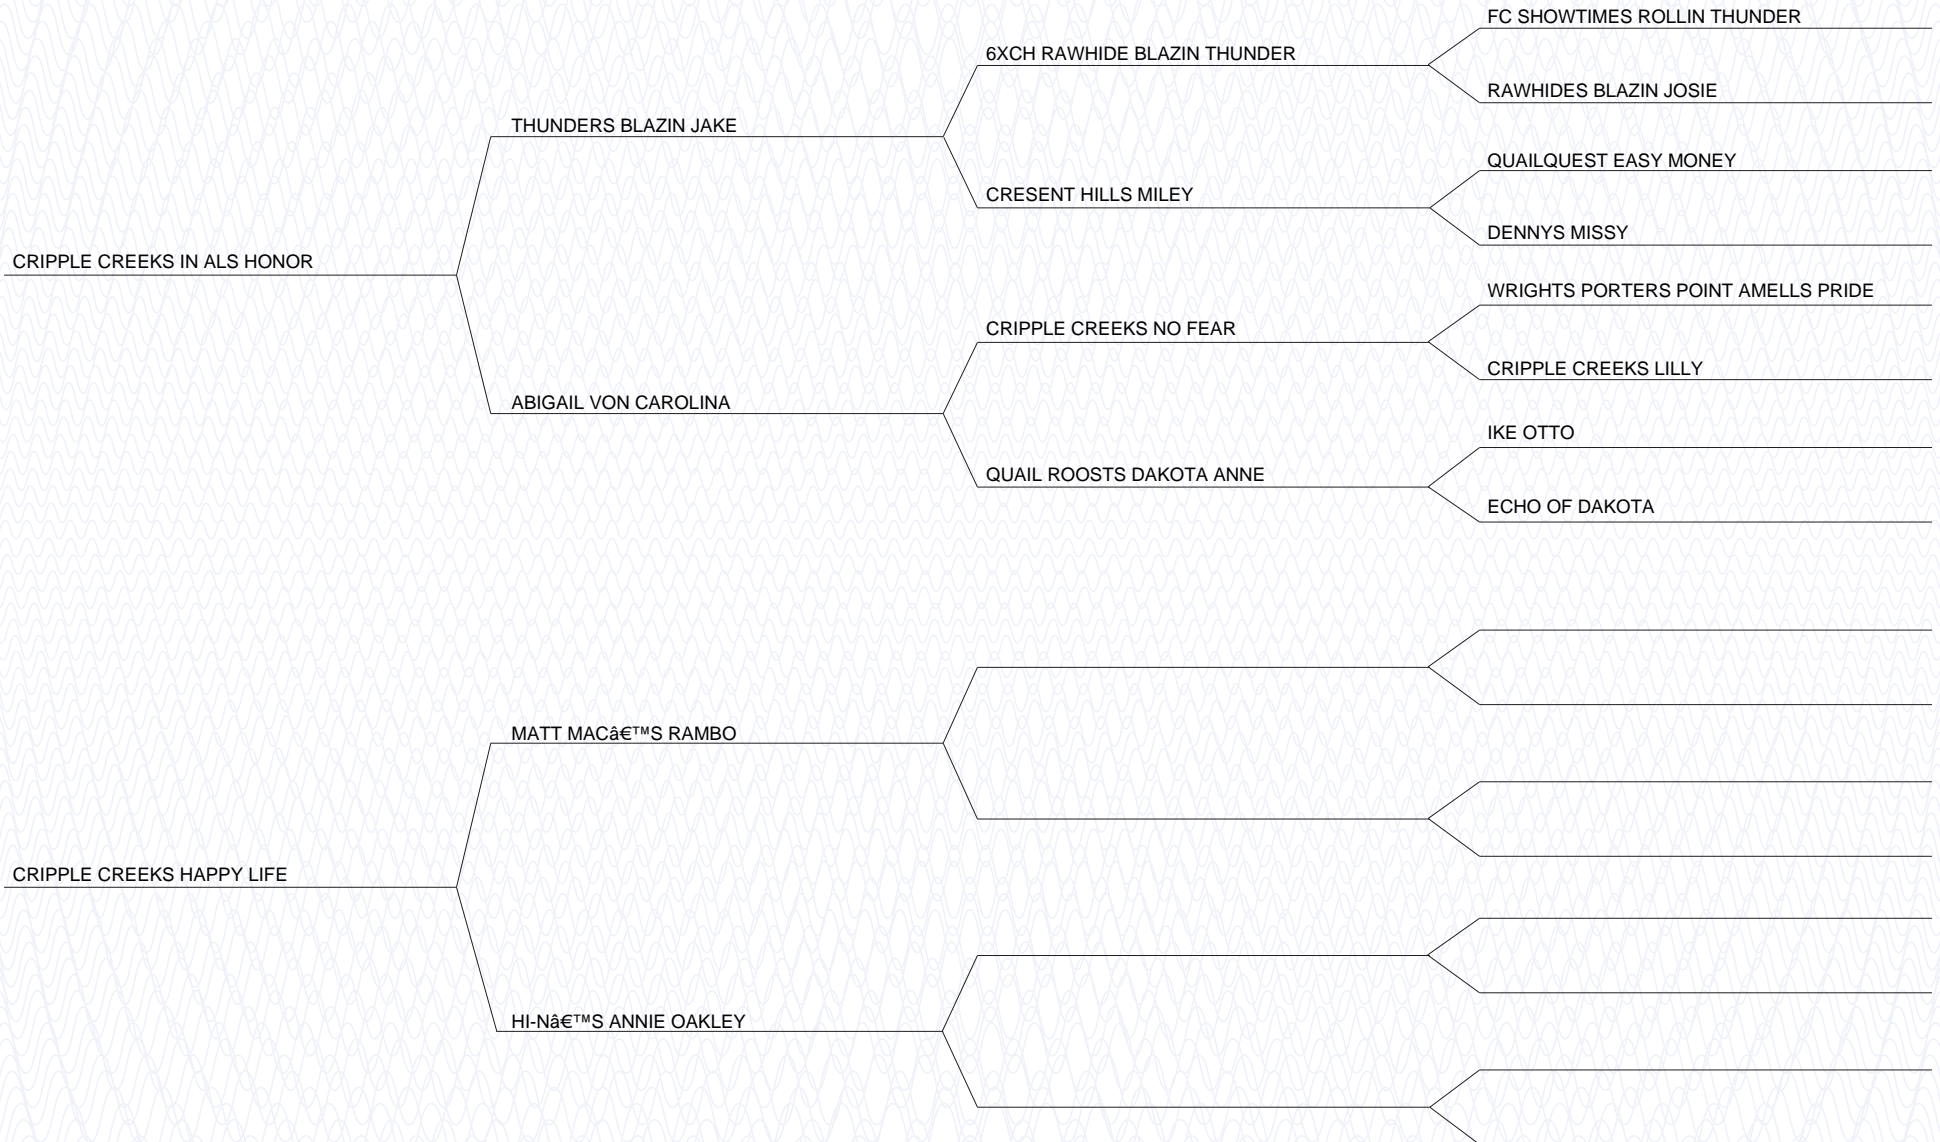 FC SHOWTIMES ROLLIN THUNDER
6XCH RAWHIDE BLAZIN THUNDER
RAWHIDES BLAZIN JOSIE
THUNDERS BLAZIN JAKE
QUAILQUEST EASY MONEY
CRESENT HILLS MILEY
DENNYS MISSY
CRIPPLE CREEKS IN ALS HONOR
WRIGHTS PORTERS POINT AMELLS PRIDE
CRIPPLE CREEKS NO FEAR
CRIPPLE CREEKS LILLY
ABIGAIL VON CAROLINA
IKE OTTO
QUAIL ROOSTS DAKOTA ANNE
ECHO OF DAKOTA
MATT MACâ€™S RAMBO
CRIPPLE CREEKS HAPPY LIFE
HI-Nâ€™S ANNIE OAKLEY